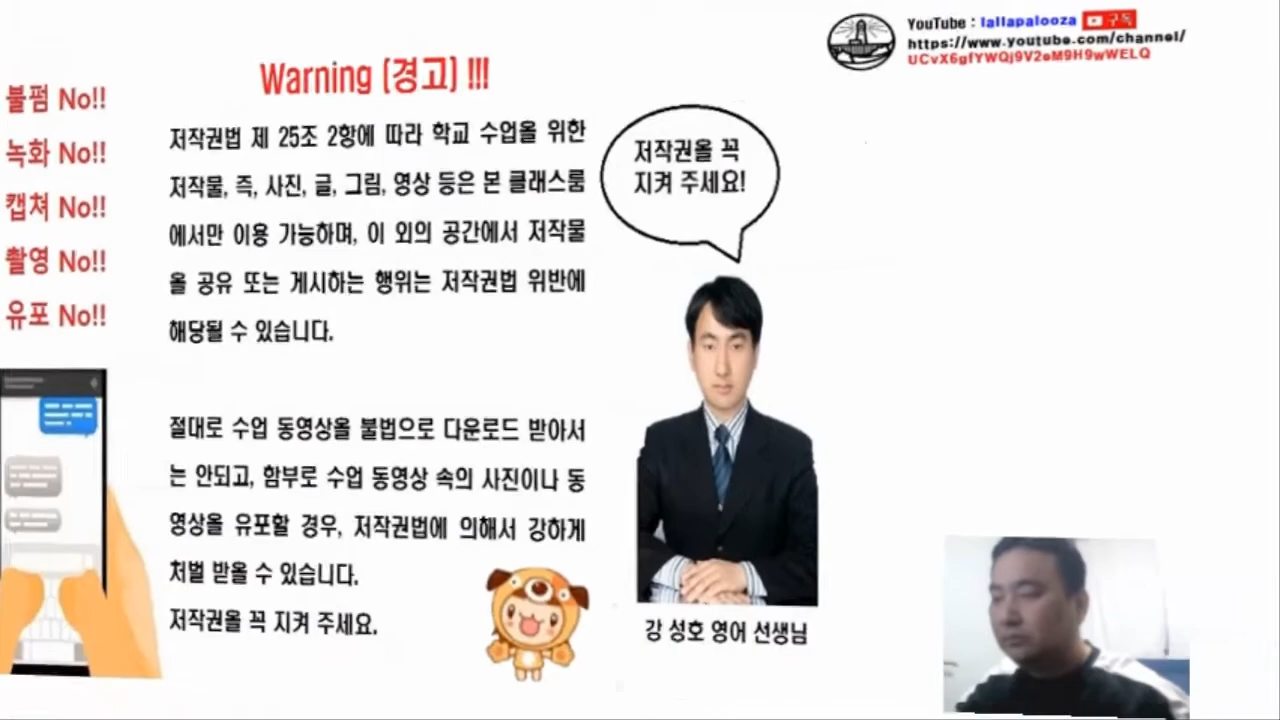 YouTube : lallapalooza 구독
https://www.youtube.com/channel/
UCvX6gfYWQj9V2eM9H9wWELQ
Warning (경고) !!!
불펌 No!!
녹화 No!!
캡쳐 No!!
촬영 No!!
유포 No!!
저작권법 제 25조 2항에 따라 학교 수업을 위한
저작물, 즉, 사진, 글, 그림, 영상 등은 본 클래스룸
에서만 이용 가능하며, 이 외의 공간에서 저작물
을 공유 또는 게시하는 행위는 저작권법 위반에
해당될 수 있습니다.
절대로 수업 동영상을 불법으로 다운로드 받아서
는 안되고, 함부로 수업 동영상 속의 사진이나 동
영상을 유포할 경우, 저작권법에 의해서 강하게
처벌 받을 수 있습니다.
저작권을 꼭 지켜 주세요.
저작권을 꼭
지켜 주세요!
강 성호 영어 선생님